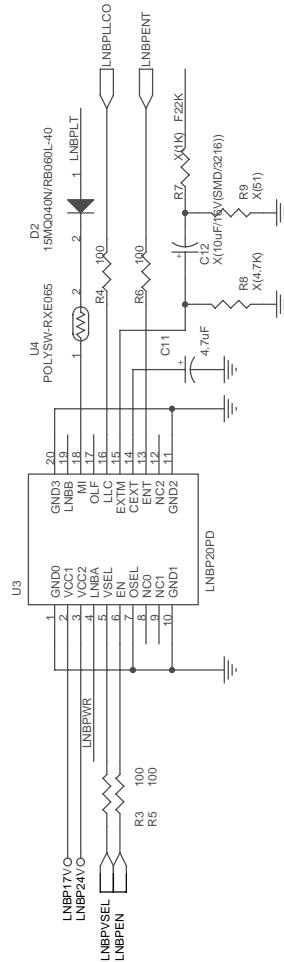 LNBP17V
LNBP24V
LNBPVSEL
LNBPEN
R3 100
R5 100
LNBPWR
U3
1 GND0
2 VCC1
3 VCC2
4 LNBA
5 VSEL
6 EN
7 OSEL
8 NC0
9 NC1
10 GND1
GND3 20
LNBB 19
MI 18
OLF 17
LLC 16
EXTM 15
CEXT 14
ENT 13
NC2 12
GND2 11
LNBP20PD
U4
POLYSW-RXE065
1 2
D2
15MQ040N/RB060L-40
2 1
LNBPLT
R4 100
LNBPLLCO
R6 100
LNBPENT
C11
4.7uF
C12
X(10uF/16V(SMD/3216))
R7 X(1K)
F22K
R8
X(4.7K)
R9
X(51)
+
+